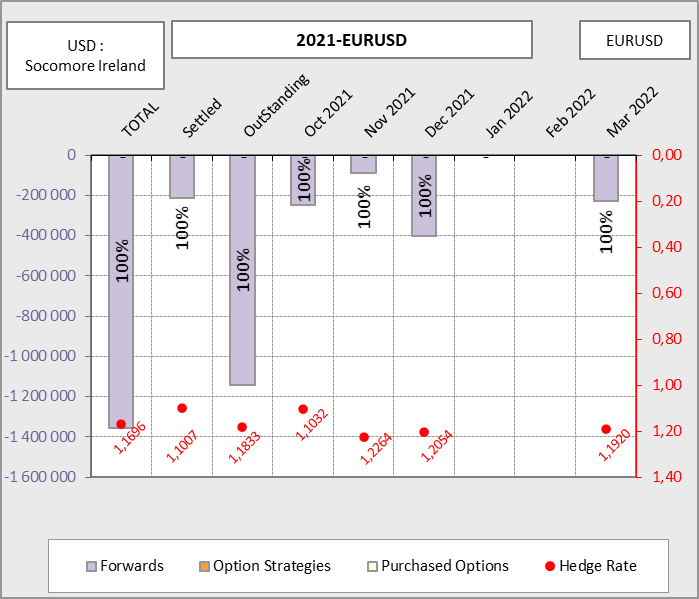 USD :
Socomore Ireland
2021-EURUSD
EURUSD
TOTAL
Settled
OutStanding
Oct 2021
Nov 2021
Dec 2021
Jan 2022
Feb 2022
Mar 2022
0
-200 000
-400 000
-600 000
-800 000
-1 000 000
-1 200 000
-1 400 000
-1 600 000
0,00
0,20
0,40
0,60
0,80
1,00
1,20
1,40
100%
100%
100%
100%
100%
100%
100%
1,1696
1,1007
1,1833
1,1032
1,2264
1,2054
1,1920
Forwards
Option Strategies
Purchased Options
Hedge Rate